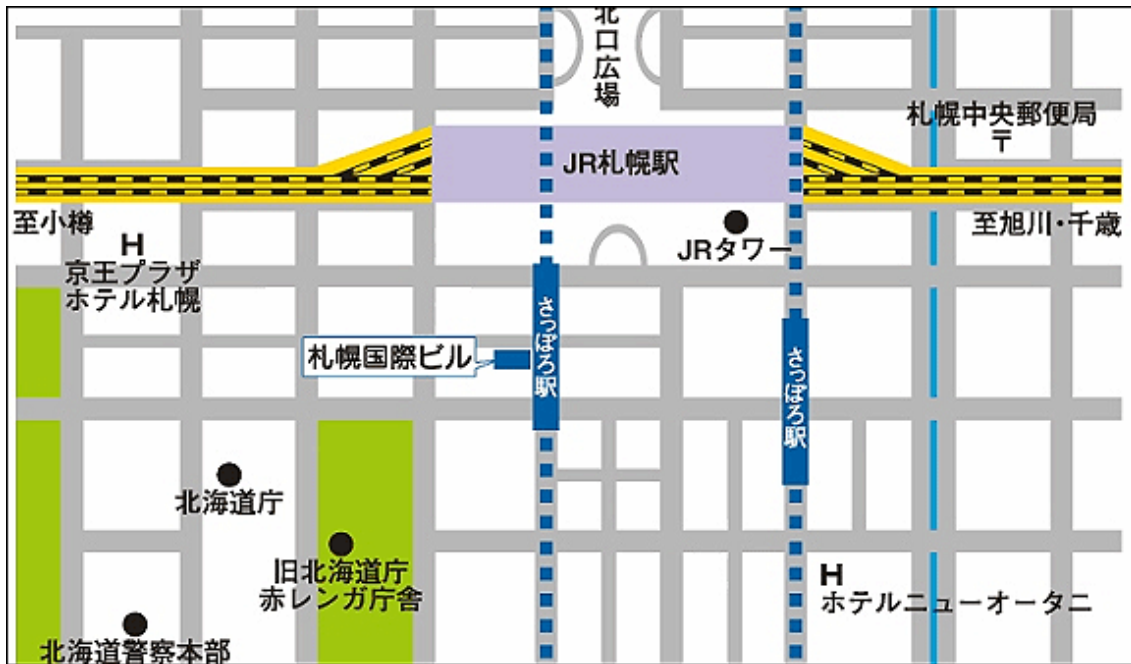 北口広場
札幌中央郵便局
〒
JR札幌駅
至小樽
至旭川・千歳
H
京王プラザ
ホテル札幌
JRタワー
さっぽろ駅
さっぽろ駅
札幌国際ビル
北海道庁
旧北海道庁
赤レンガ庁舎
H
ホテルニューオータニ
北海道警察本部